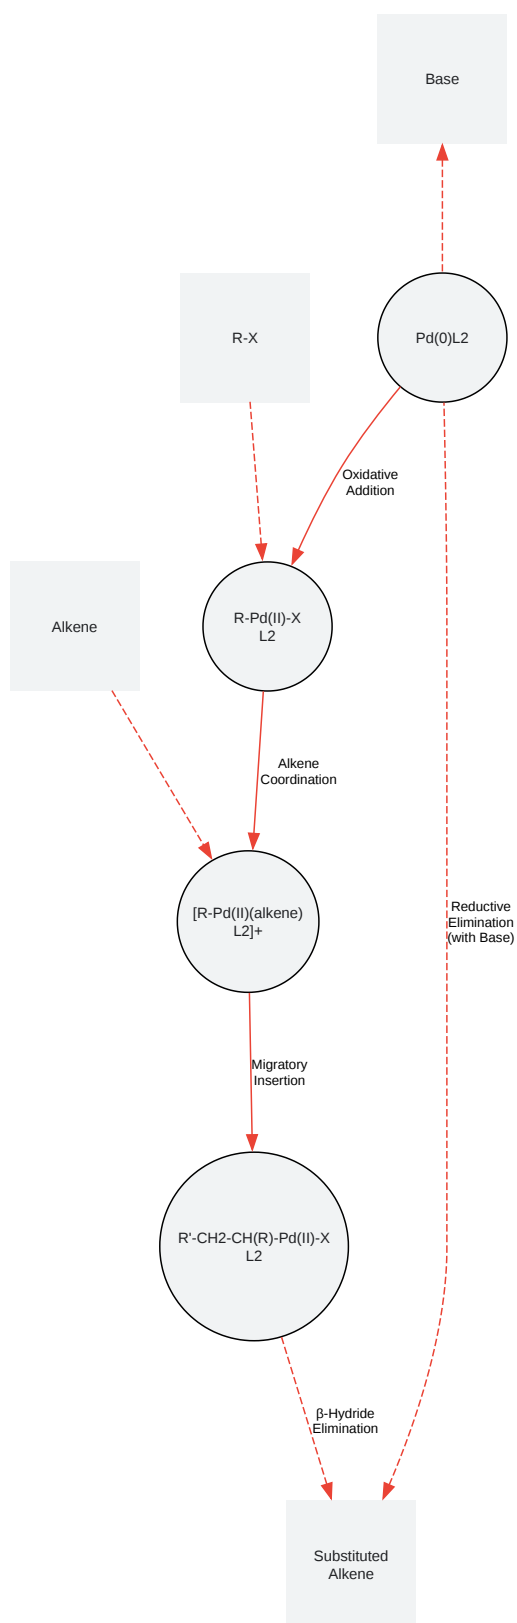 Base
R-X
Pd(0)L2
Oxidative
Addition
Alkene
R-Pd(II)-X
L2
Alkene
Coordination
[R-Pd(II)(alkene)
L2]+
Reductive
Elimination
(with Base)
Migratory
Insertion
R'-CH2-CH(R)-Pd(II)-X
L2
β-Hydride
Elimination
Substituted
Alkene